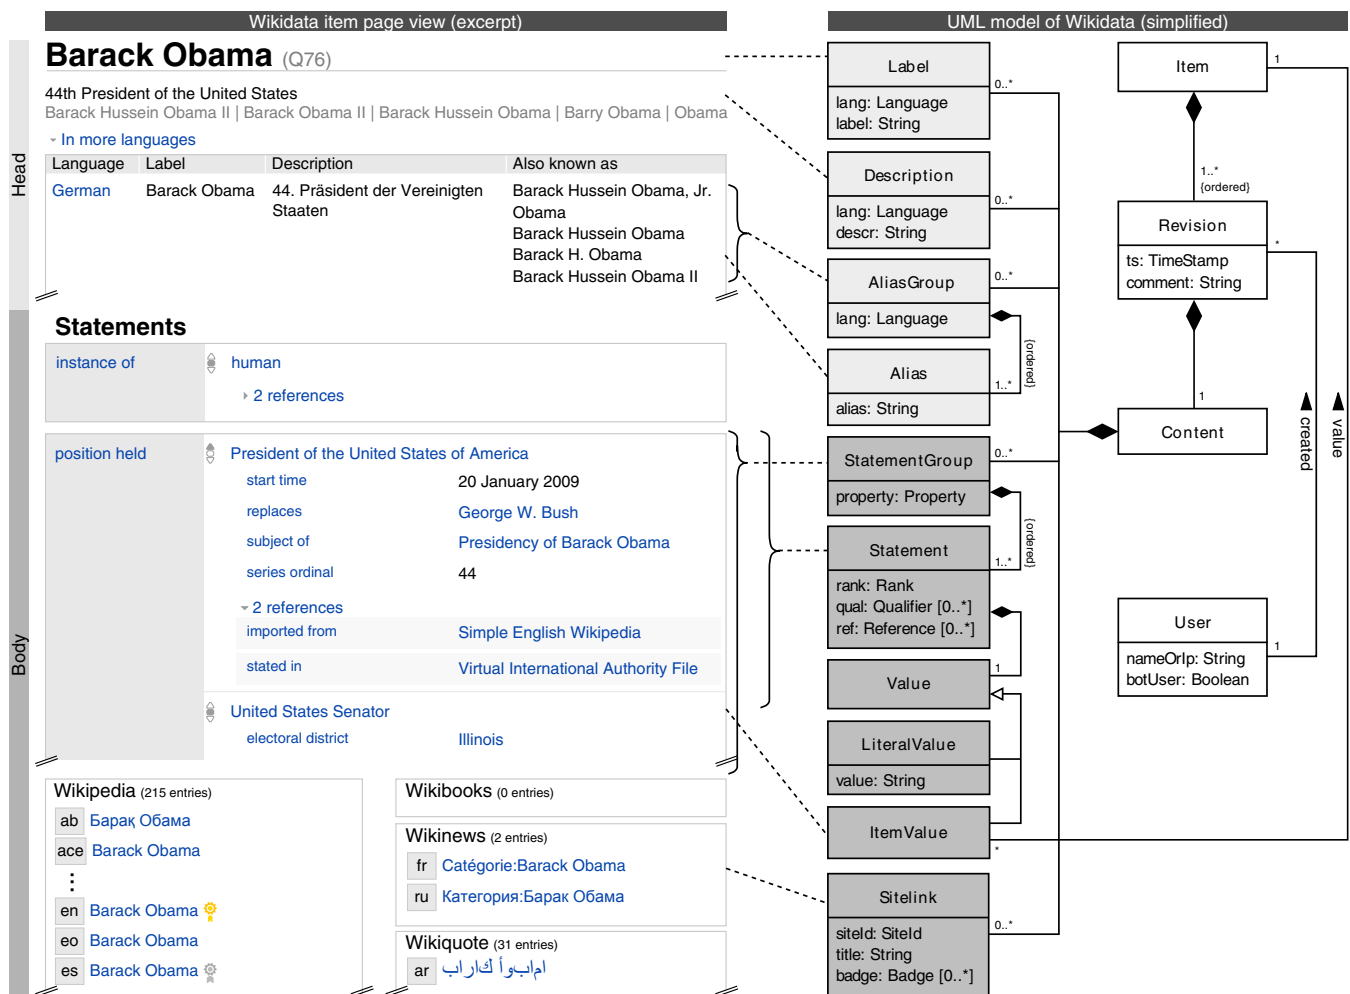 Wikidata item page view (excerpt)
UML model of Wikidata (simplified)
Head
Body
Barack Obama (Q76)
44th President of the United States
Barack Hussein Obama II | Barack Obama II | Barack Hussein Obama | Barry Obama | Obama
In more languages
Language Label Description Also known as
German Barack Obama 44. Präsident der Vereinigten Barack Hussein Obama, Jr.
Staaten Obama
Barack Hussein Obama
Barack H. Obama
Barack Hussein Obama II
Statements
instance of human
2 references
position held President of the United States of America
start time 20 January 2009
replaces George W. Bush
subject of Presidency of Barack Obama
series ordinal 44
2 references
imported from Simple English Wikipedia
stated in Virtual International Authority File
United States Senator
electoral district Illinois
Wikipedia (215 entries)
ab Барақ Обама
ace Barack Obama
en Barack Obama
eo Barack Obama
es Barack Obama
Wikibooks (0 entries)
Wikinews (2 entries)
fr Catégorie:Barack Obama
ru Категория:Барак Обама
Wikiquote (31 entries)
ar باراك أوباما
Label
0..*
lang: Language
label: String
Description
0..*
lang: Language
descr: String
AliasGroup
0..*
lang: Language
{ordered}
Alias
1..*
alias: String
StatementGroup
0..*
property: Property
{ordered}
Statement
1..*
rank: Rank
qual: Qualifier [0..*]
ref: Reference [0..*]
Value
1
LiteralValue
value: String
ItemValue
*
Sitelink
0..*
siteId: SiteId
title: String
badge: Badge [0..*]
Item
1
1..*
{ordered}
Revision
*
ts: TimeStamp
comment: String
1
Content
created
value
User
1
nameOrIp: String
botUser: Boolean